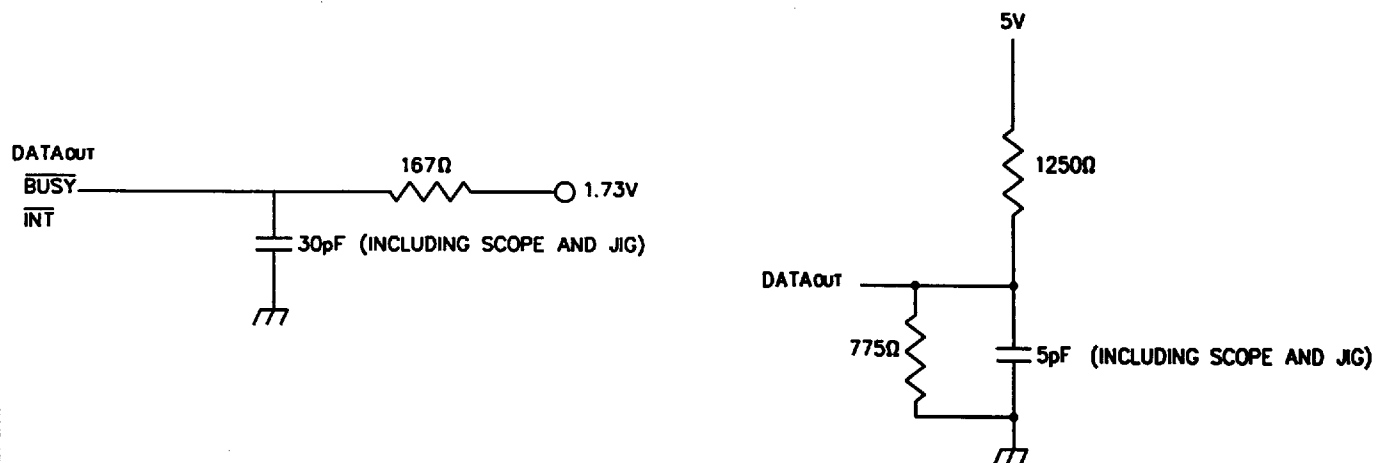 DATAOUT
BUSY
INT
167Ω
1.73V
30pF (INCLUDING SCOPE AND JIG)
5V
1250Ω
DATAOUT
775Ω
5pF (INCLUDING SCOPE AND JIG)